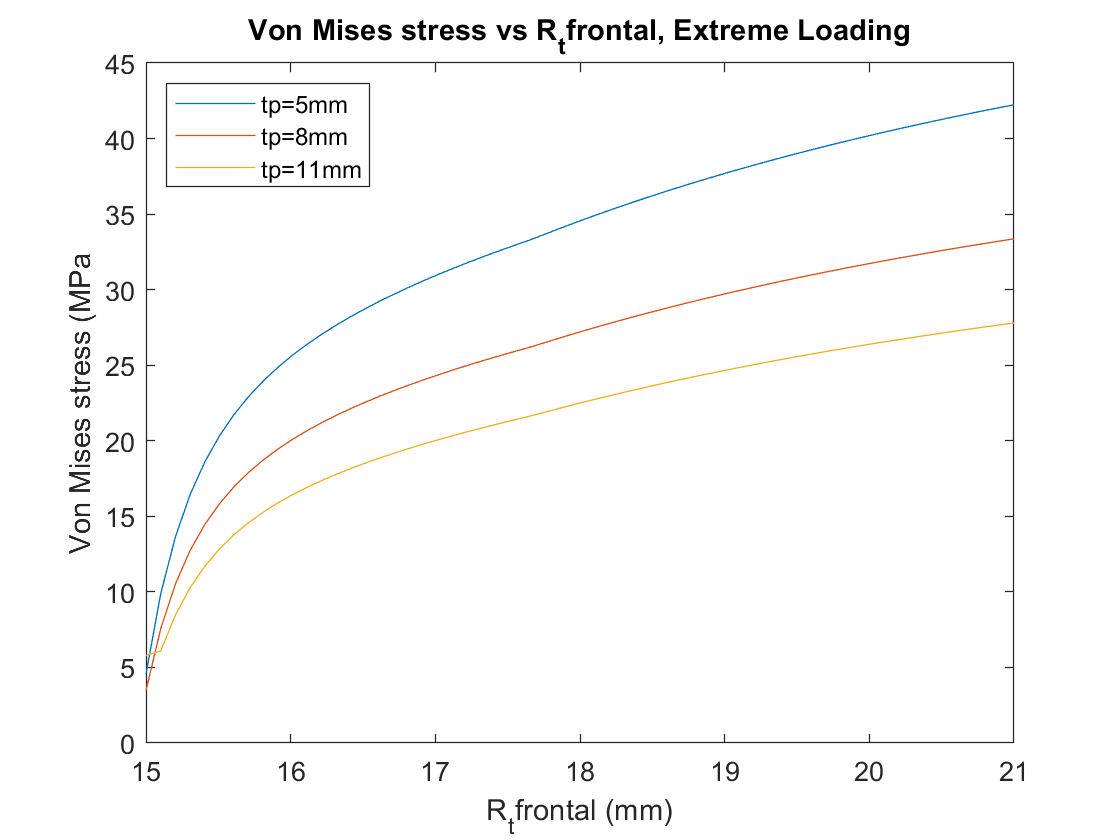 Von Mises stress vs R_tfrontal, Extreme Loading
45
40
35
30
25
20
15
10
5
0
tp=5mm
tp=8mm
tp=11mm
Von Mises stress (MPa
15 16 17 18 19 20 21
R_tfrontal (mm)